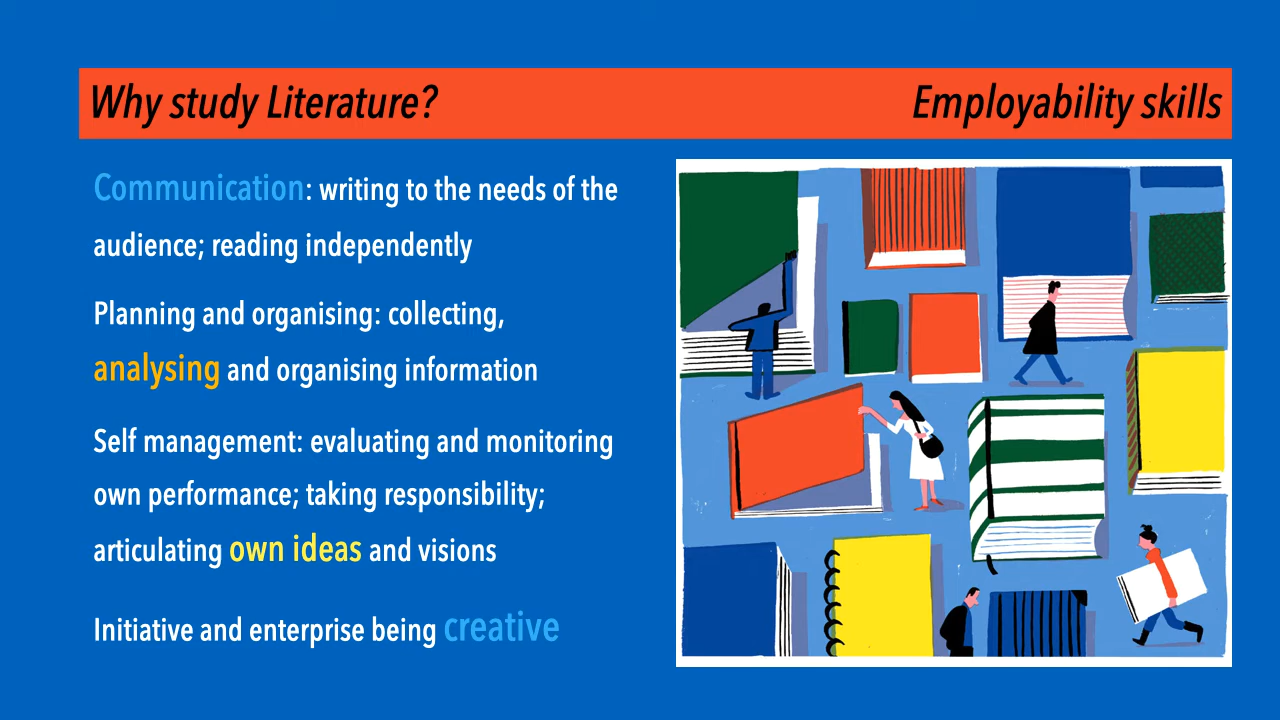 Why study Literature? Employability skills
Communication: writing to the needs of the
audience; reading independently
Planning and organising: collecting,
analysing and organising information
Self management: evaluating and monitoring
own performance; taking responsibility;
articulating own ideas and visions
Initiative and enterprise being creative